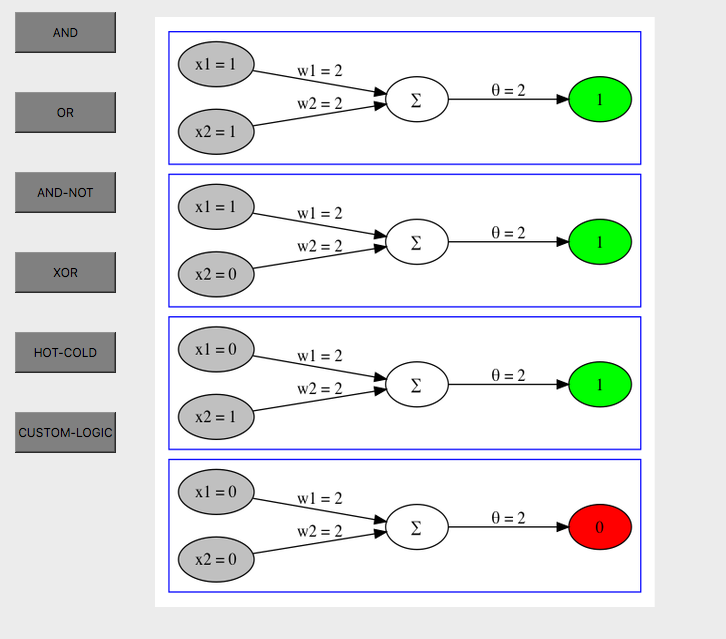 AND
OR
AND-NOT
XOR
HOT-COLD
CUSTOM-LOGIC
x1 = 1
w1 = 2
x2 = 1
w2 = 2
Σ
θ = 2
1
x1 = 1
w1 = 2
x2 = 0
w2 = 2
Σ
θ = 2
1
x1 = 0
w1 = 2
x2 = 1
w2 = 2
Σ
θ = 2
1
x1 = 0
w1 = 2
x2 = 0
w2 = 2
Σ
θ = 2
0